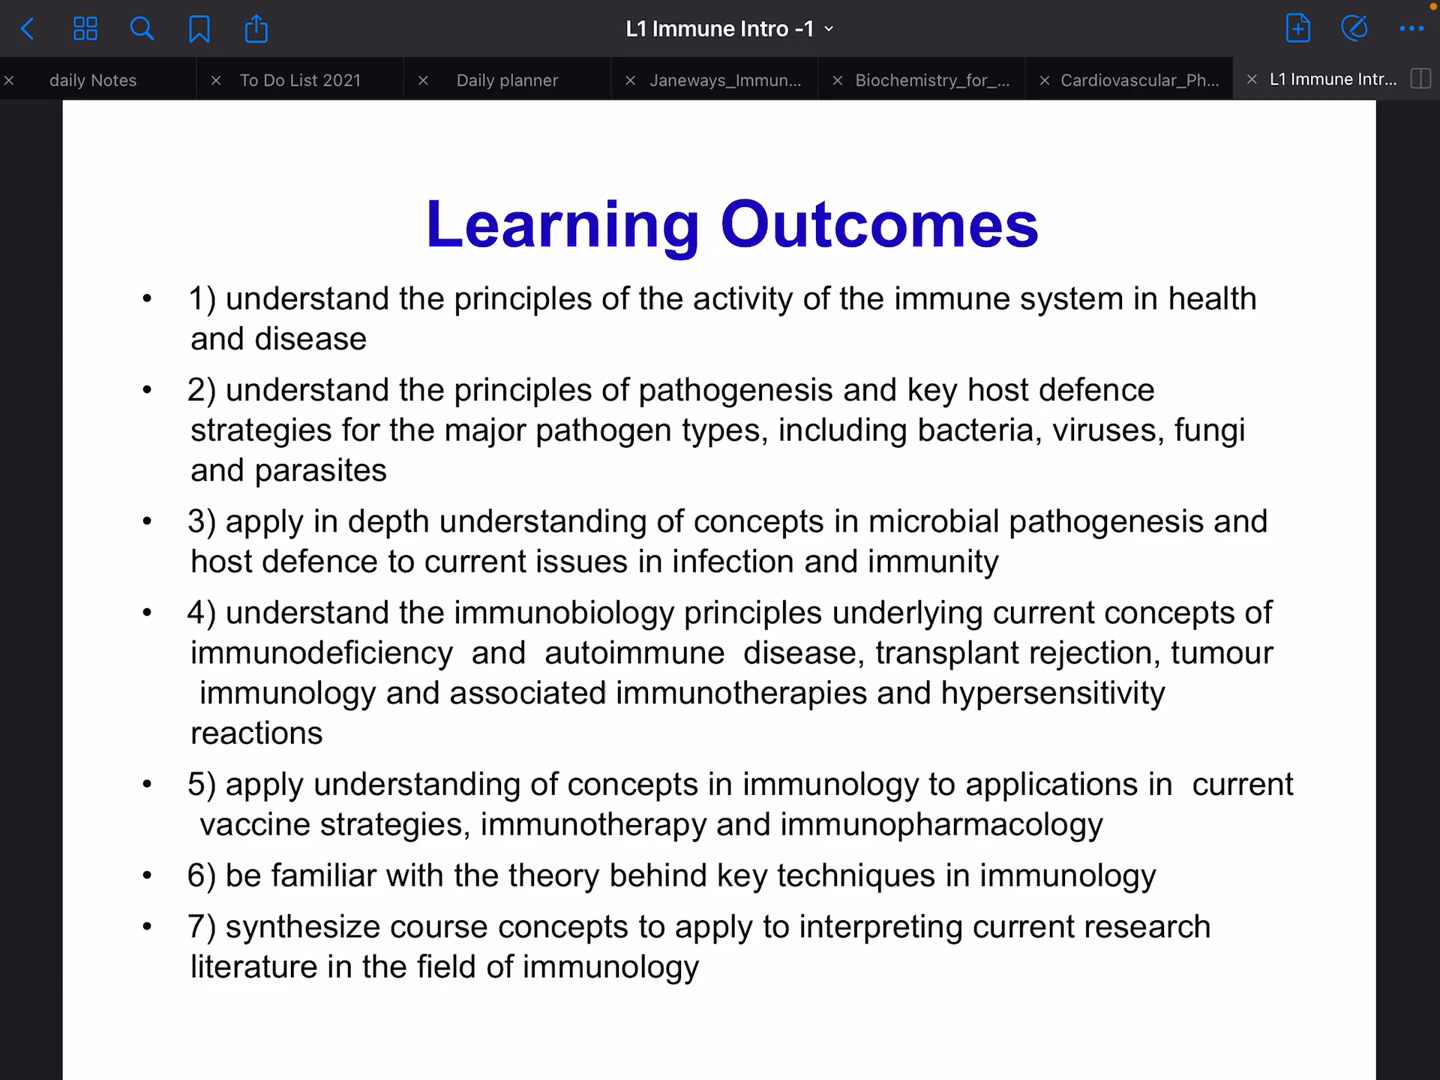 L1 Immune Intro -1
daily Notes
To Do List 2021
Daily planner
Janeways_Immun...
Biochemistry_for_...
Cardiovascular_Ph...
L1 Immune Intr...
Learning Outcomes
• 1) understand the principles of the activity of the immune system in health
and disease
• 2) understand the principles of pathogenesis and key host defence
strategies for the major pathogen types, including bacteria, viruses, fungi
and parasites
• 3) apply in depth understanding of concepts in microbial pathogenesis and
host defence to current issues in infection and immunity
• 4) understand the immunobiology principles underlying current concepts of
immunodeficiency and autoimmune disease, transplant rejection, tumour
immunology and associated immunotherapies and hypersensitivity
reactions
• 5) apply understanding of concepts in immunology to applications in current
vaccine strategies, immunotherapy and immunopharmacology
• 6) be familiar with the theory behind key techniques in immunology
• 7) synthesize course concepts to apply to interpreting current research
literature in the field of immunology